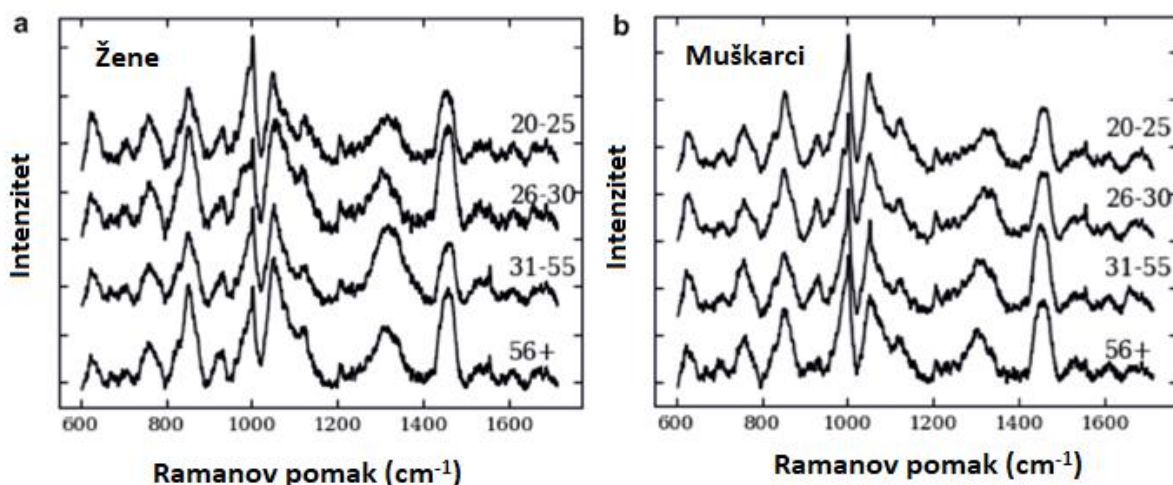 a
Žene
20-25
26-30
31-55
56+
Intenzitet
600 800 1000 1200 1400 1600
Ramanov pomak (cm-1)
b
Muškarci
20-25
26-30
31-55
56+
Intenzitet
600 800 1000 1200 1400 1600
Ramanov pomak (cm-1)